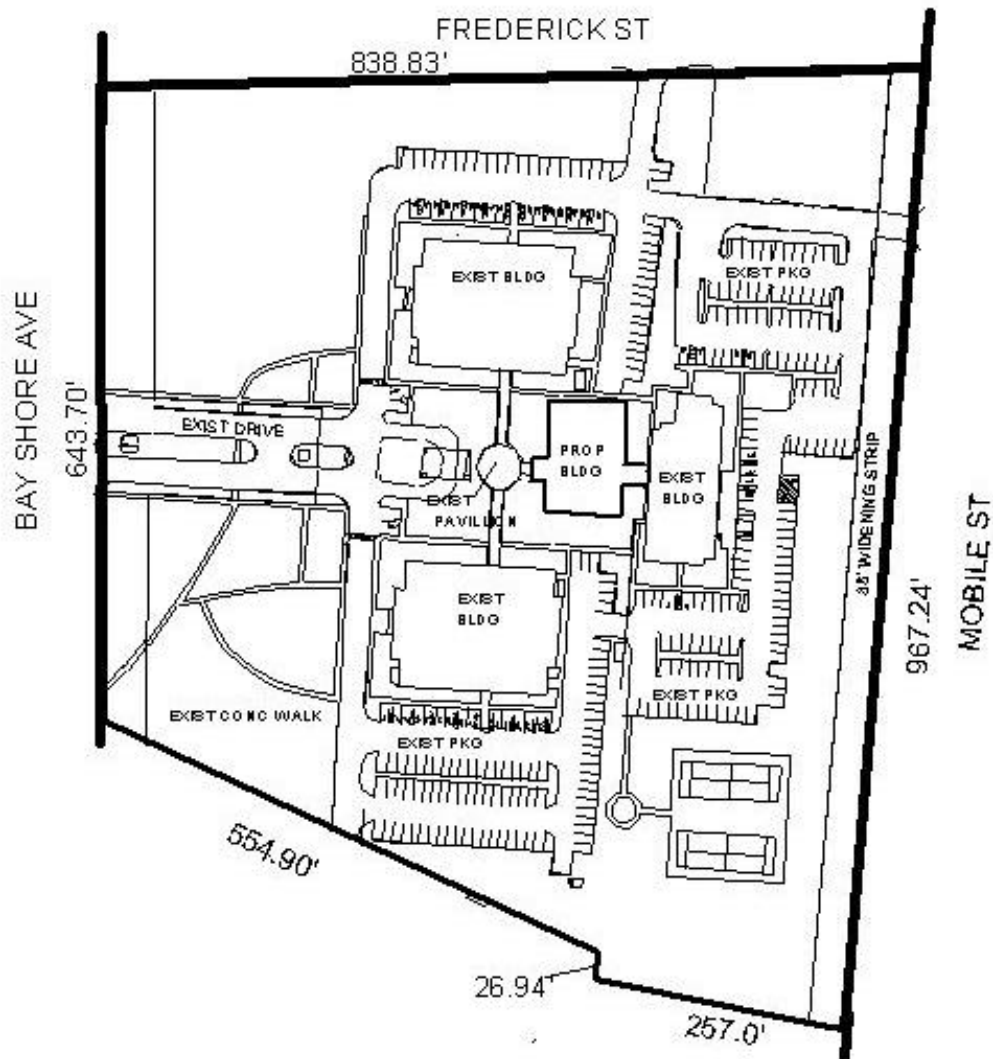 FREDERICK ST
838.83'
BAY SHORE AVE
643.70'
EXIST BLDG
EXIST PKG
EXIST DRIVE
PROP
BLDG
EXIST
BLDG
EXIST
PAVILLION
35' WIDENING STRIP
967.24'
MOBILE ST
EXIST
BLDG
EXIST PKG
EXIST CONC WALK
EXIST PKG
554.90'
26.94'
257.0'